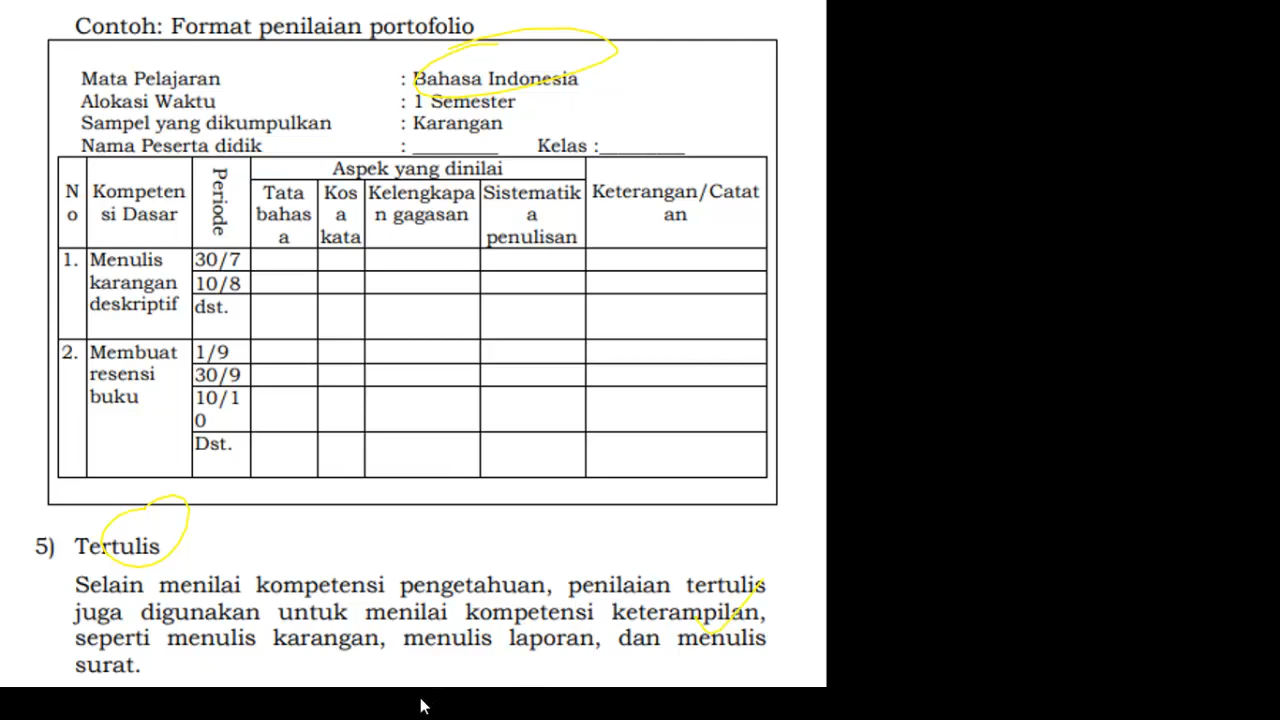 Contoh: Format penilaian portofolio
Mata Pelajaran : Bahasa Indonesia
Alokasi Waktu : 1 Semester
Sampel yang dikumpulkan : Karangan
Nama Peserta didik : _________ Kelas :_________
Aspek yang dinilai
N
o
Kompeten
si Dasar
Periode
Tata
bahas
a
Kos
a
kata
Kelengkapa
n gagasan
Sistematik
a
penulisan
Keterangan/Catat
an
1.
Menulis
karangan
deskriptif
30/7
10/8
dst.
2.
Membuat
resensi
buku
1/9
30/9
10/1
0
Dst.
5) Tertulis
Selain menilai kompetensi pengetahuan, penilaian tertulis
juga digunakan untuk menilai kompetensi keterampilan,
seperti menulis karangan, menulis laporan, dan menulis
surat.